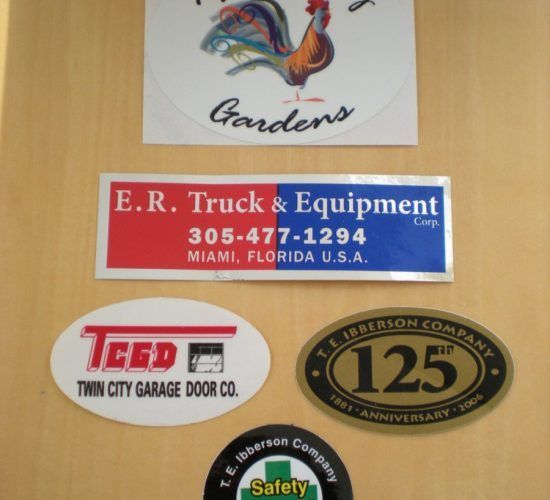 Gardens
E.R. Truck & Equipment
Corp.
305-477-1294
MIAMI, FLORIDA U.S.A.
TCGD
TWIN CITY GARAGE DOOR CO.
T. E. IBBERSON COMPANY
125th
1881 · ANNIVERSARY · 2006
T. E. Ibberson Company
Safety